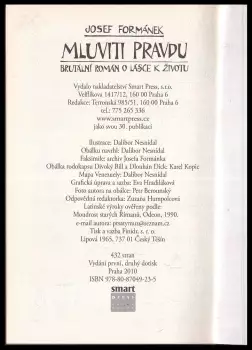 JOSEF FORMÁNEK
MLUVITI PRAVDU
BRUTÁLNÍ ROMÁN O LÁSCE K ŽIVOTU
Vydalo nakladatelství Smart Press, s.r.o.
Velflíkova 1417/12, 160 00 Praha 6
Redakce: Terronská 985/51, 160 00 Praha 6
tel.: 775 265 336
www.smartpress.cz
jako svou 30. publikaci
Ilustrace: Dalibor Nesnídal
Obálku navrhl: Dalibor Nesnídal
Faksimile: archiv Josefa Formánka
Obálka rodokapsu Divoký Bill a Dlouhán Dick: Karel Kopic
Mapa Venezuely: Dalibor Nesnídal
Grafická úprava a sazba: Eva Hradiláková
Foto autora na obálce: Petr Berounský
Odpovědná redaktorka: Zuzana Humpolcová
Latinské výroky ověřeny podle:
Moudrost starých Římanů, Odeon, 1990.
e-mail autora:
Tisk a vazba Finidr, s. r. o.
Lipová 1965, 737 01 Český Těšín
432 stran
Vydání první, druhý dotisk
Praha 2010
ISBN 978-80-87049-23-5
smart
PRESS